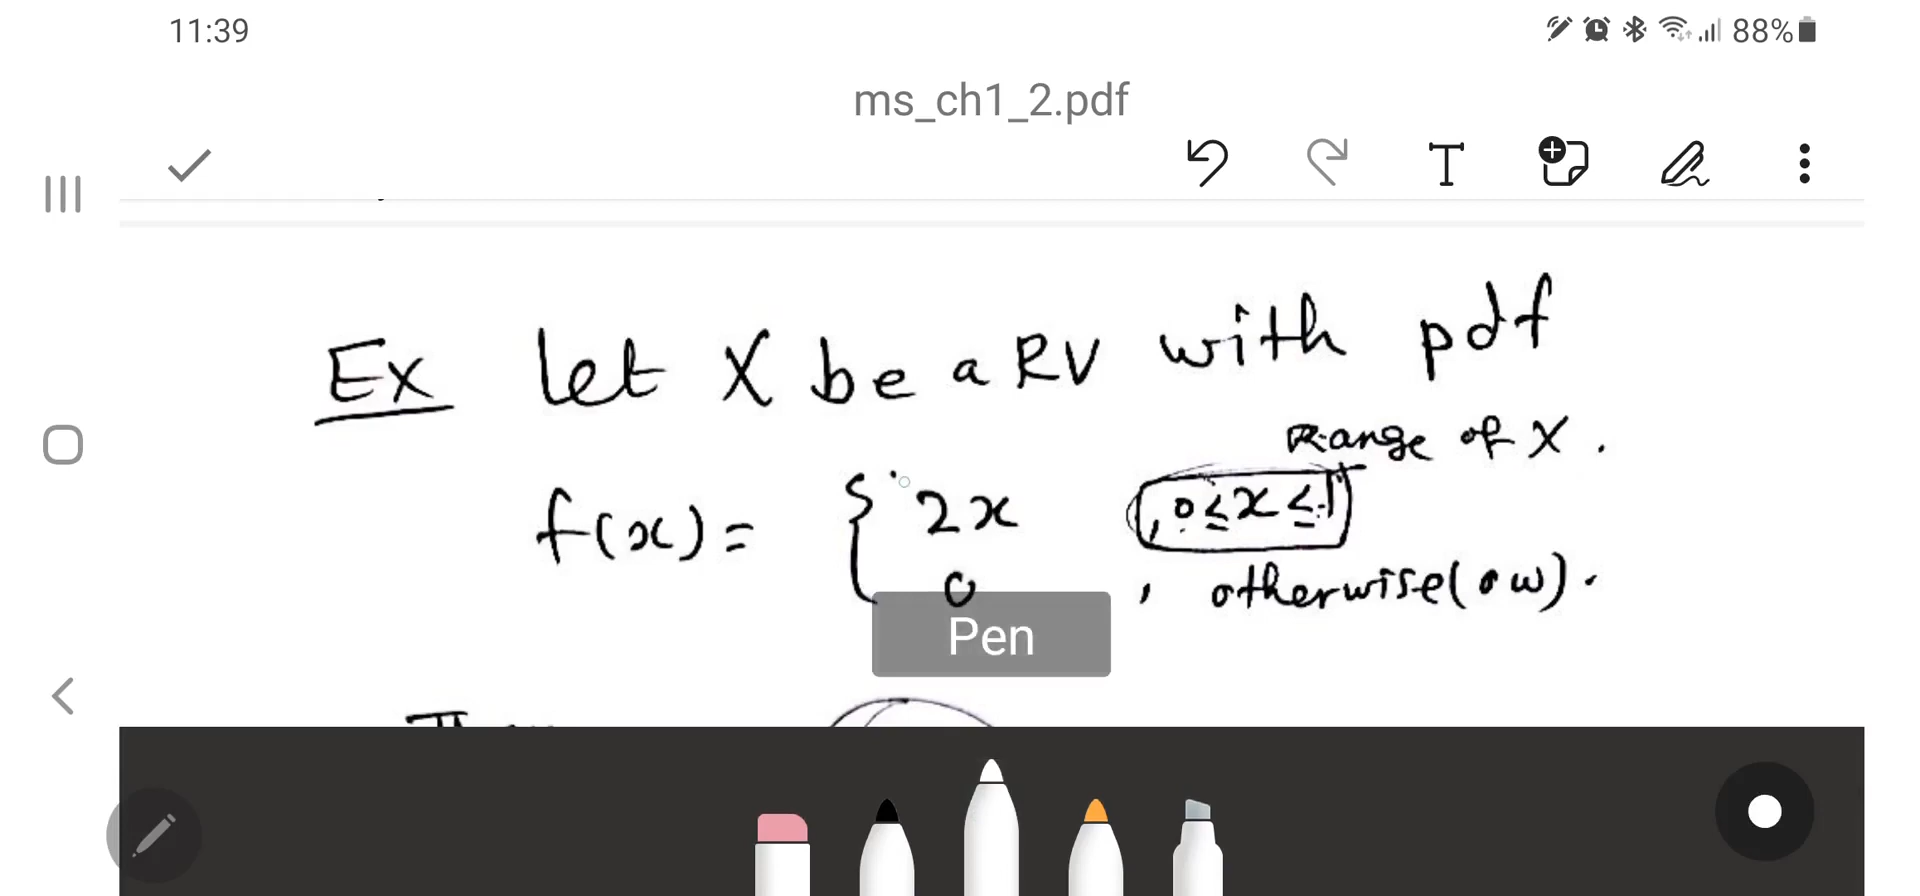 11:39 88%
ms_ch1_2.pdf
T
Ex let X be a RV with pdf
Range of X.
f(x) = { 2x , 0 ≤ x ≤ 1
0 , otherwise (ow).
Pen